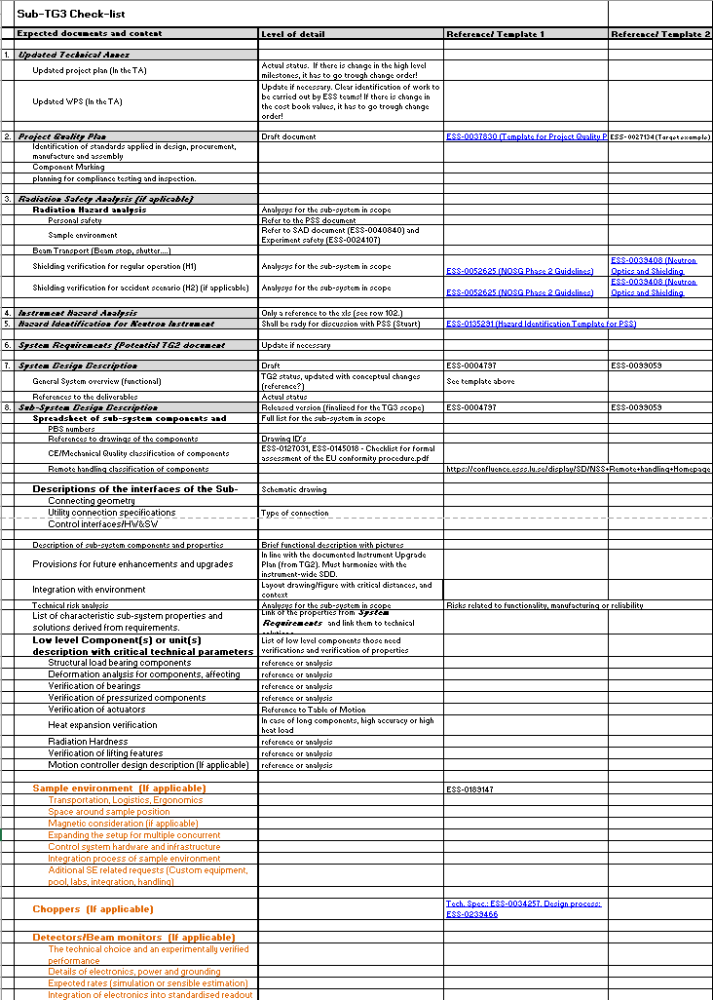 Sub-TG3 Check-list
Expected documents and content Level of detail Reference/ Template 1 Reference/ Template 2
1. Updated Technical Annex
Updated project plan (In the TA) Actual status. If there is change in the high level
milestones, it has to go trough change order!
Updated WPS (In the TA) Update if necessary. Clear identification of work to
be carried out by ESS teams! If there is change in
the cost book values, it has to go trough change
order!
2. Project Quality Plan Draft document ESS-0037830 (Template for Project Quality P ESS-0027134 (Target example)
Identification of standards applied in design, procurement,
manufacture and assembly
Component Marking
planning for compliance testing and inspection.
3. Radiation Safety Analysis (if aplicable)
Radiation Hazard analysis Analysys for the sub-system in scope
Personal safety Refer to the PSS document
Sample environment Refer to SAD document (ESS-0040840) and
Experiment safety (ESS-0024107)
Beam Transport (Beam stop, shutter....)
Shielding verification for regular operation (H1) Analysys for the sub-system in scope ESS-0052625 (NOSG Phase 2 Guidelines) ESS-0039408 (Neutron
Optics and Shielding
Shielding verification for accident scenario (H2) (if applicable) Analysys for the sub-system in scope ESS-0052625 (NOSG Phase 2 Guidelines) ESS-0039408 (Neutron
Optics and Shielding
4. Instrument Hazard Analysis Only a reference to the xls (see row 102.)
5. Hazard Identification for Neutron Instrument Shall be rady for discussion with PSS (Stuart) ESS-0135291 (Hazard Identification Template for PSS)
6. System Requirements (Potential TG2 document Update if necessary
7. System Design Description Draft ESS-0004797 ESS-0099059
General System overview (functional) TG2 status, updated with conceptual changes
(reference?) See template above
References to the deliverables Actual status
8. Sub-System Design Description Released version (finalized for the TG3 scope) ESS-0004797 ESS-0099059
Spreadsheet of sub-system components and Full list for the sub-system in scope
PBS numbers
References to drawings of the components Drawing ID's
CE/Mechanical Quality classification of components ESS-0127031, ESS-0145018 - Checklist for formal
assessment of the EU conformity procedure.pdf
Remote handling classification of components https://confluence.esss.lu.se/display/SD/NSS+Remote+handling+Homepage
Descriptions of the interfaces of the Sub- Schematic drawing
Connecting geometry
Utility connection specifications Type of connection
Control interfaces/HW&SW
Description of sub-system components and properties Brief functional description with pictures
Provisions for future enhancements and upgrades In line with the documented Instrument Upgrade
Plan (from TG2). Must harmonize with the
instrument-wide SDD.
Integration with environment Layout drawing/figure with critical distances, and
context
Technical risk analysis Analysys for the sub-system in scope Risks related to functionality, manufacturing or reliability
List of characteristic sub-system properties and
solutions derived from requirements. Link of the properties from System
Requirements and link them to technical
Low level Component(s) or unit(s)
description with critical technical parameters List of low level components those need
verifications and verification of properties
Structural load bearing components reference or analysis
Deformation analysis for components, affecting reference or analysis
Verification of bearings reference or analysis
Verification of pressurized components reference or analysis
Verification of actuators Reference to Table of Motion
Heat expansion verification In case of long components, high accuracy or high
heat load
Radiation Hardness reference or analysis
Verification of lifting features reference or analysis
Motion controller design description (If applicable) reference or analysis
Sample environment (If applicable) ESS-0189147
Transportation, Logistics, Ergonomics
Space around sample position
Magnetic consideration (if applicable)
Expanding the setup for multiple concurrent
Control system hardware and infrastructure
Integration process of sample environment
Aditional SE related requests (Custom equipment,
pool, labs, integration, handling)
Choppers (If applicable) Tech. Spec.: ESS-0034257. Design process:
ESS-0239466
Detectors/Beam monitors (If applicable)
The technical choice and an experimentally verified
performance
Details of electronics, power and grounding
Expected rates (simulation or sensible estimation)
Integration of electronics into standardised readout